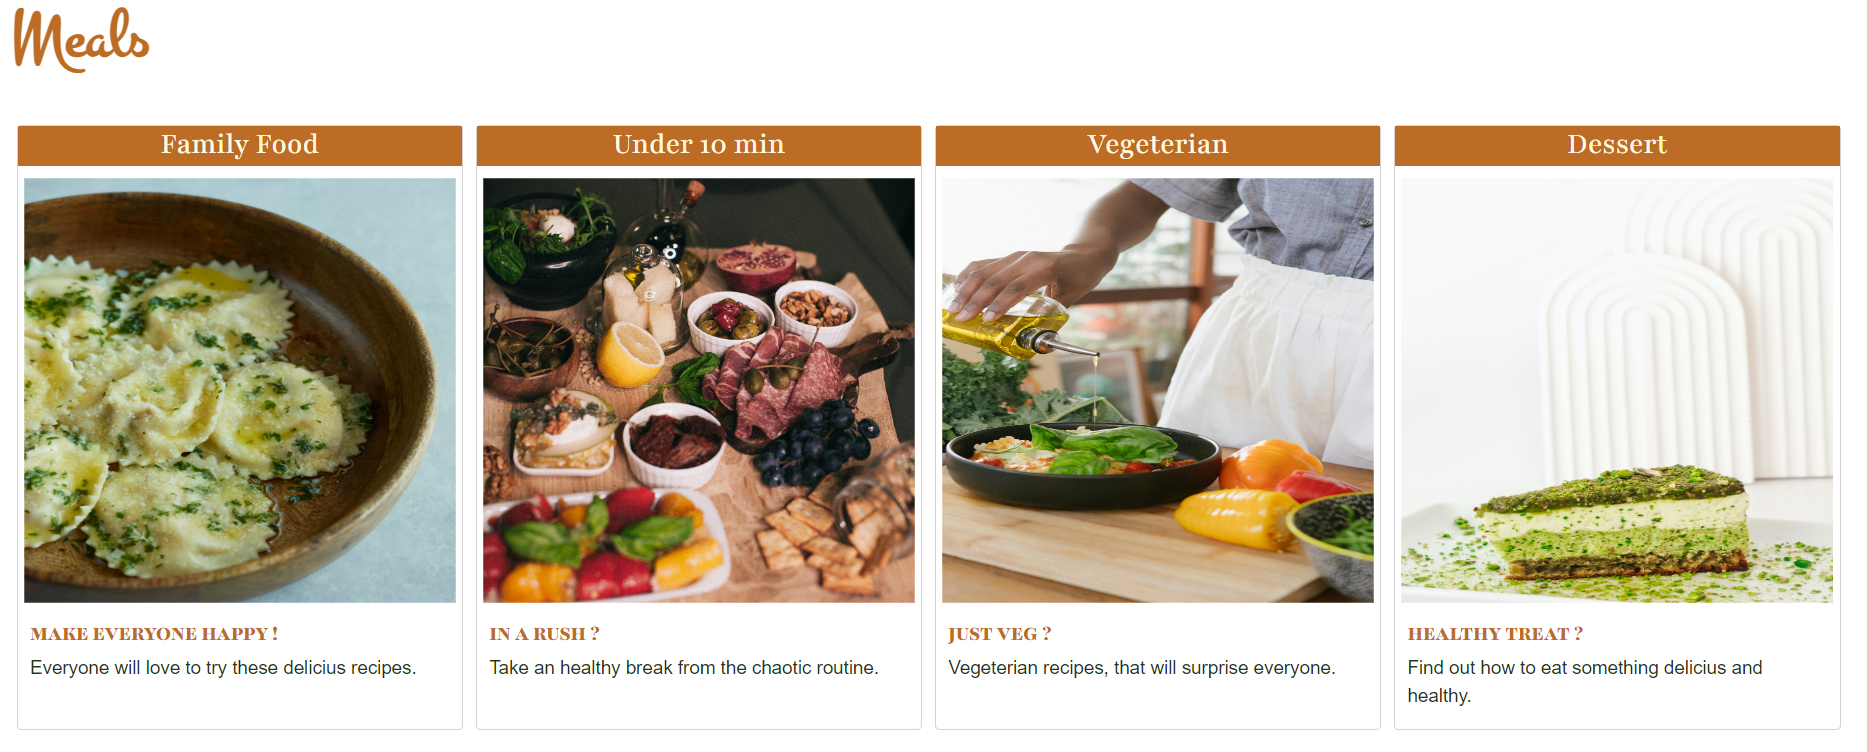 Meals
Family Food
Under 10 min
Vegeterian
Dessert
MAKE EVERYONE HAPPY !
Everyone will love to try these delicius recipes.
IN A RUSH ?
Take an healthy break from the chaotic routine.
JUST VEG ?
Vegeterian recipes, that will surprise everyone.
HEALTHY TREAT ?
Find out how to eat something delicius and
healthy.